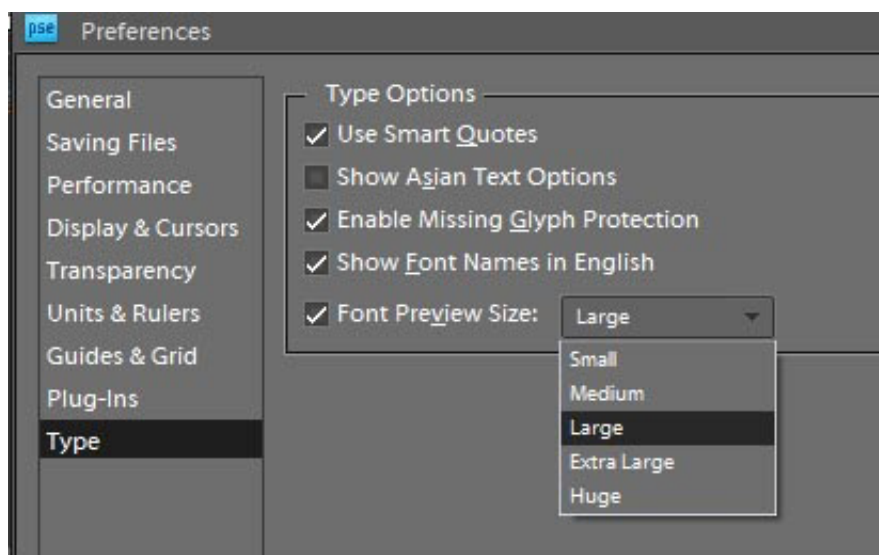 pse Preferences
General
Saving Files
Performance
Display & Cursors
Transparency
Units & Rulers
Guides & Grid
Plug-Ins
Type
Type Options
Use Smart Quotes
Show Asian Text Options
Enable Missing Glyph Protection
Show Font Names in English
Font Preview Size: Large
Small
Medium
Large
Extra Large
Huge